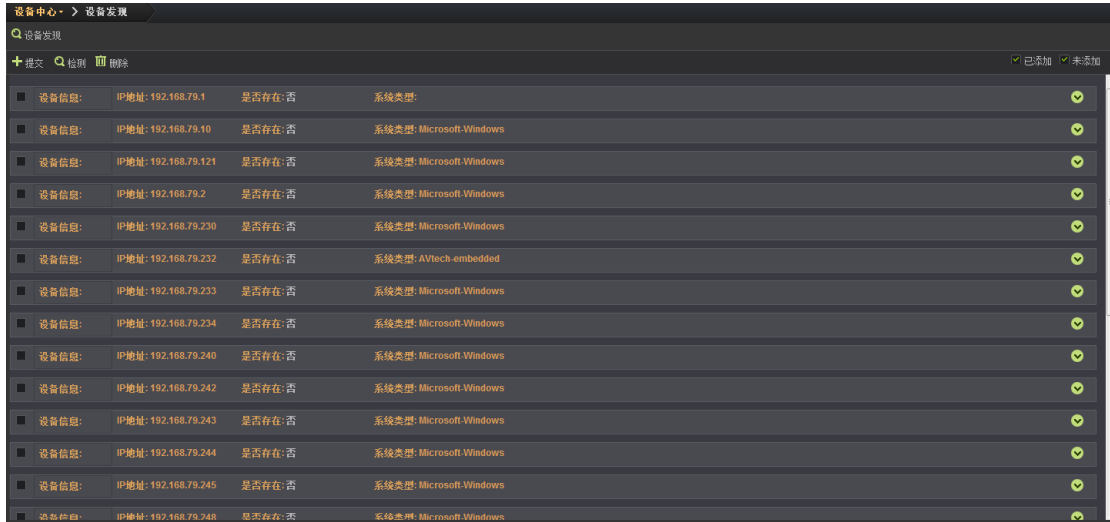 设备中心 > 设备发现
设备发现
提交 检测 删除 已添加 未添加
设备信息: IP地址: 192.168.79.1 是否存在: 否 系统类型:
设备信息: IP地址: 192.168.79.10 是否存在: 否 系统类型: Microsoft-Windows
设备信息: IP地址: 192.168.79.121 是否存在: 否 系统类型: Microsoft-Windows
设备信息: IP地址: 192.168.79.2 是否存在: 否 系统类型: Microsoft-Windows
设备信息: IP地址: 192.168.79.230 是否存在: 否 系统类型: Microsoft-Windows
设备信息: IP地址: 192.168.79.232 是否存在: 否 系统类型: AVtech-embedded
设备信息: IP地址: 192.168.79.233 是否存在: 否 系统类型: Microsoft-Windows
设备信息: IP地址: 192.168.79.234 是否存在: 否 系统类型: Microsoft-Windows
设备信息: IP地址: 192.168.79.240 是否存在: 否 系统类型: Microsoft-Windows
设备信息: IP地址: 192.168.79.242 是否存在: 否 系统类型: Microsoft-Windows
设备信息: IP地址: 192.168.79.243 是否存在: 否 系统类型: Microsoft-Windows
设备信息: IP地址: 192.168.79.244 是否存在: 否 系统类型: Microsoft-Windows
设备信息: IP地址: 192.168.79.245 是否存在: 否 系统类型: Microsoft-Windows
设备信息: IP地址: 192.168.79.248 是否存在: 否 系统类型: Microsoft-Windows